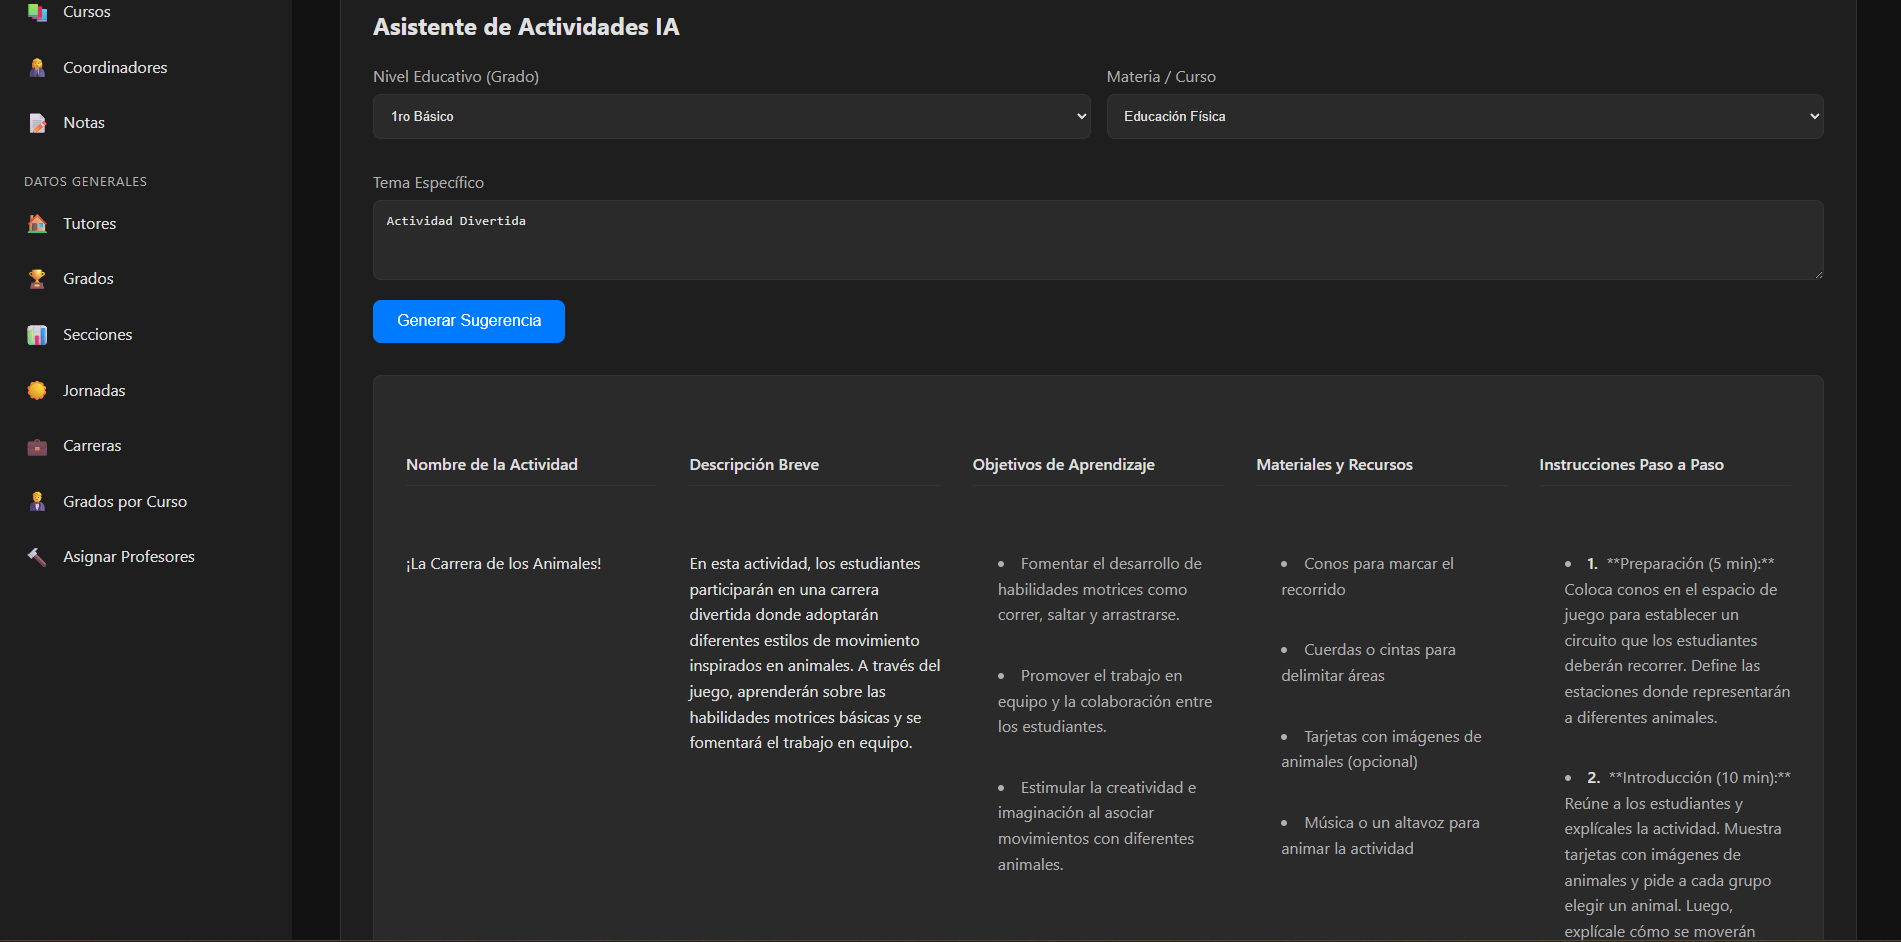 Cursos
Coordinadores
Notas
DATOS GENERALES
Tutores
Grados
Secciones
Jornadas
Carreras
Grados por Curso
Asignar Profesores
Asistente de Actividades IA
Nivel Educativo (Grado)
1ro Básico
Materia / Curso
Educación Física
Tema Específico
Actividad Divertida
Generar Sugerencia
Nombre de la Actividad
¡La Carrera de los Animales!
Descripción Breve
En esta actividad, los estudiantes
participarán en una carrera
divertida donde adoptarán
diferentes estilos de movimiento
inspirados en animales. A través del
juego, aprenderán sobre las
habilidades motrices básicas y se
fomentará el trabajo en equipo.
Objetivos de Aprendizaje
• Fomentar el desarrollo de
habilidades motrices como
correr, saltar y arrastrarse.
• Promover el trabajo en
equipo y la colaboración entre
los estudiantes.
• Estimular la creatividad e
imaginación al asociar
movimientos con diferentes
animales.
Materiales y Recursos
• Conos para marcar el
recorrido
• Cuerdas o cintas para
delimitar áreas
• Tarjetas con imágenes de
animales (opcional)
• Música o un altavoz para
animar la actividad
Instrucciones Paso a Paso
• 1. **Preparación (5 min):**
Coloca conos en el espacio de
juego para establecer un
circuito que los estudiantes
deberán recorrer. Define las
estaciones donde representarán
a diferentes animales.
• 2. **Introducción (10 min):**
Reúne a los estudiantes y
explícales la actividad. Muestra
tarjetas con imágenes de
animales y pide a cada grupo
elegir un animal. Luego,
explícale cómo se moverán